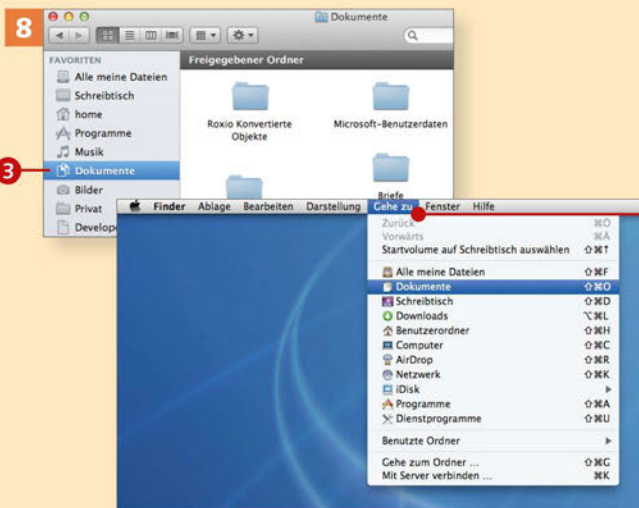 8
Dokumente
FAVORITEN
Freigegebener Ordner
Alle meine Dateien
Schreibtisch
home
Programme
Musik
3
Dokumente
Bilder
Privat
Develop
Roxio Konvertierte
Objekte
Microsoft-Benutzerdaten
Briefe
Finder Ablage Bearbeiten Darstellung Gehe zu Fenster Hilfe
Zurück ⌘Ö
Vorwärts ⌘Ä
Startvolume auf Schreibtisch auswählen ⇧⌘↑
Alle meine Dateien ⇧⌘F
Dokumente ⇧⌘O
Schreibtisch ⇧⌘D
Downloads ⌥⌘L
Benutzerordner ⇧⌘H
Computer ⇧⌘C
AirDrop ⇧⌘R
Netzwerk ⇧⌘K
iDisk
Programme ⇧⌘A
Dienstprogramme ⇧⌘U
Benutzte Ordner
Gehe zum Ordner ... ⇧⌘G
Mit Server verbinden ... ⌘K